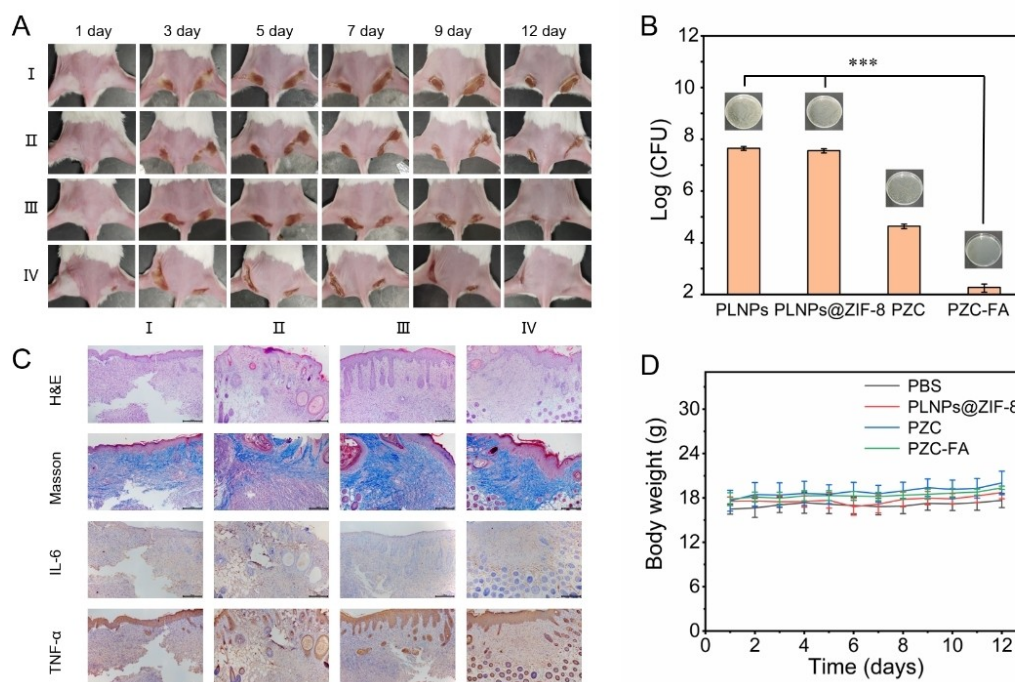 A
1 day 3 day 5 day 7 day 9 day 12 day
I
II
III
IV
B
12
10
8
6
4
2
Log (CFU)
***
PLNPs PLNPs@ZIF-8 PZC PZC-FA
C
I II III IV
H&E
Masson
IL-6
TNF-α
D
PBS
PLNPs@ZIF-8
PZC
PZC-FA
30
24
18
12
6
0
Body weight (g)
0 2 4 6 8 10 12
Time (days)